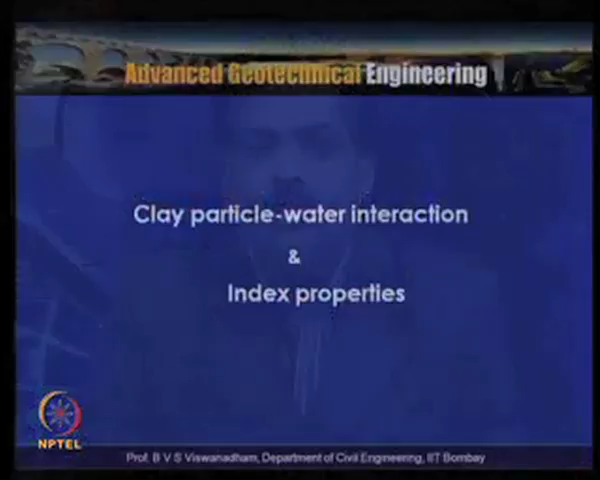 Advanced Geotechnical Engineering
Clay particle-water interaction
&
Index properties
NPTEL
Prof. B V S Viswanadham, Department of Civil Engineering, IIT Bombay